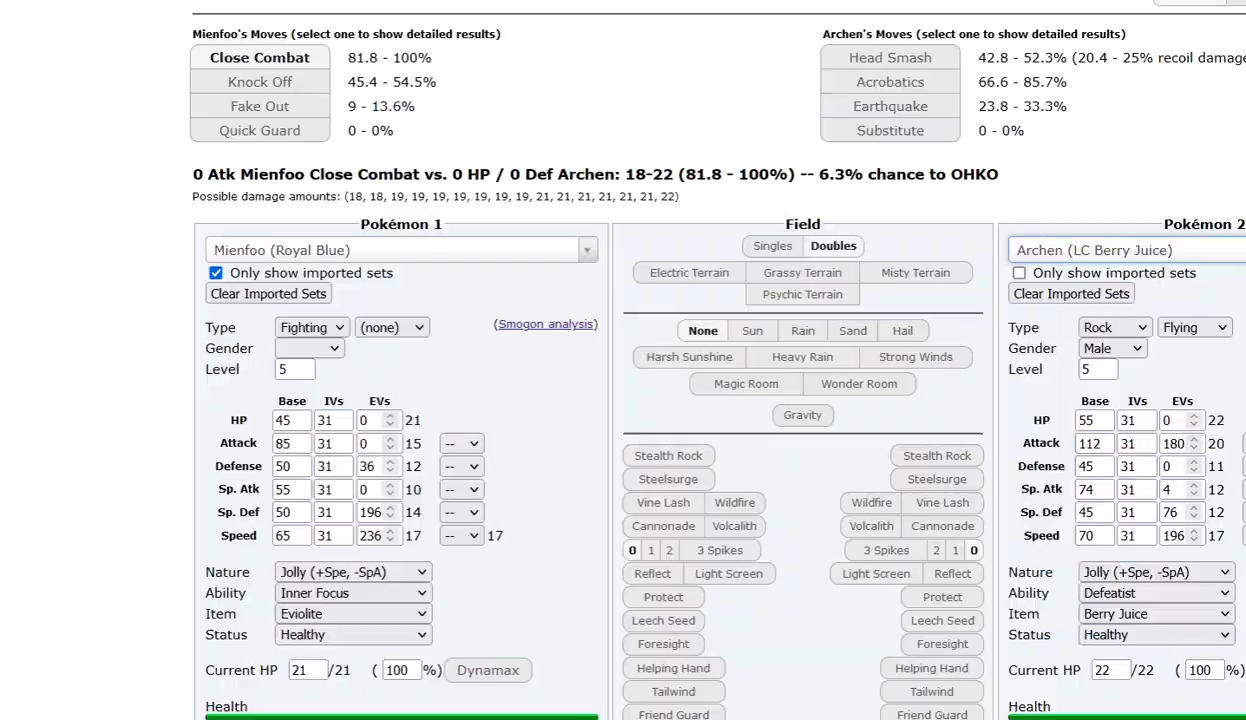 Mienfoo's Moves (select one to show detailed results)
Archen's Moves (select one to show detailed results)
Close Combat 81.8 - 100%
Head Smash 42.8 - 52.3% (20.4 - 25% recoil damage
Knock Off 45.4 - 54.5%
Acrobatics 66.6 - 85.7%
Fake Out 9 - 13.6%
Earthquake 23.8 - 33.3%
Quick Guard 0 - 0%
Substitute 0 - 0%
0 Atk Mienfoo Close Combat vs. 0 HP / 0 Def Archen: 18-22 (81.8 - 100%) -- 6.3% chance to OHKO
Possible damage amounts: (18, 18, 19, 19, 19, 19, 19, 19, 19, 21, 21, 21, 21, 21, 21, 22)
Pokémon 1
Mienfoo (Royal Blue)
Only show imported sets
Clear Imported Sets
Type Fighting (none) (Smogon analysis)
Gender
Level 5
Base IVs EVs
HP 45 31 0 21
Attack 85 31 0 15 --
Defense 50 31 36 12 --
Sp. Atk 55 31 0 10 --
Sp. Def 50 31 196 14 --
Speed 65 31 236 17 -- 17
Nature Jolly (+Spe, -SpA)
Ability Inner Focus
Item Eviolite
Status Healthy
Current HP 21 /21 ( 100 %) Dynamax
Health
Field
Singles Doubles
Electric Terrain Grassy Terrain Misty Terrain
Psychic Terrain
None Sun Rain Sand Hail
Harsh Sunshine Heavy Rain Strong Winds
Magic Room Wonder Room
Gravity
Stealth Rock Stealth Rock
Steelsurge Steelsurge
Vine Lash Wildfire Wildfire Vine Lash
Cannonade Volcalith Volcalith Cannonade
0 1 2 3 Spikes 3 Spikes 2 1 0
Reflect Light Screen Light Screen Reflect
Protect Protect
Leech Seed Leech Seed
Foresight Foresight
Helping Hand Helping Hand
Tailwind Tailwind
Friend Guard Friend Guard
Pokémon 2
Archen (LC Berry Juice)
Only show imported sets
Clear Imported Sets
Type Rock Flying
Gender Male
Level 5
Base IVs EVs
HP 55 31 0 22
Attack 112 31 180 20
Defense 45 31 0 11
Sp. Atk 74 31 4 12
Sp. Def 45 31 76 12
Speed 70 31 196 17
Nature Jolly (+Spe, -SpA)
Ability Defeatist
Item Berry Juice
Status Healthy
Current HP 22 /22 ( 100 %)
Health